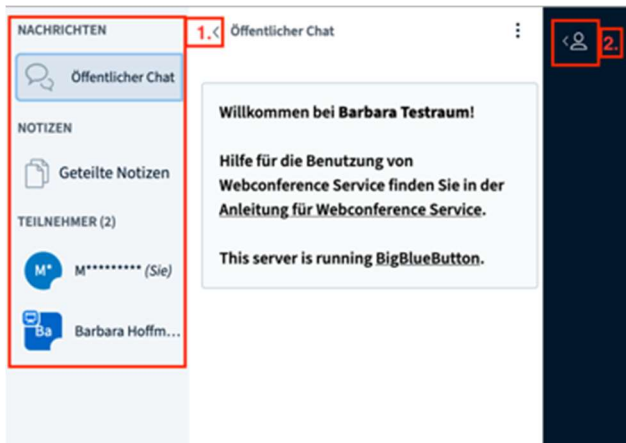 NACHRICHTEN
Öffentlicher Chat
NOTIZEN
Geteilte Notizen
TEILNEHMER (2)
M* M********* (Sie)
Ba Barbara Hoffm...
1. < Öffentlicher Chat
Willkommen bei Barbara Testraum!
Hilfe für die Benutzung von
Webconference Service finden Sie in der
Anleitung für Webconference Service.
This server is running BigBlueButton.
2.